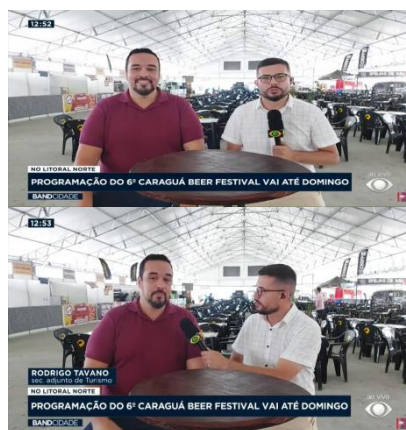 12:52
NO LITORAL NORTE
PROGRAMAÇÃO DO 6º CARAGUÁ BEER FESTIVAL VAI ATÉ DOMINGO
BANDCIDADE
ao vivo
12:53
RODRIGO TAVANO
sec. adjunto de Turismo
NO LITORAL NORTE
PROGRAMAÇÃO DO 6º CARAGUÁ BEER FESTIVAL VAI ATÉ DOMINGO
BANDCIDADE
ao vivo